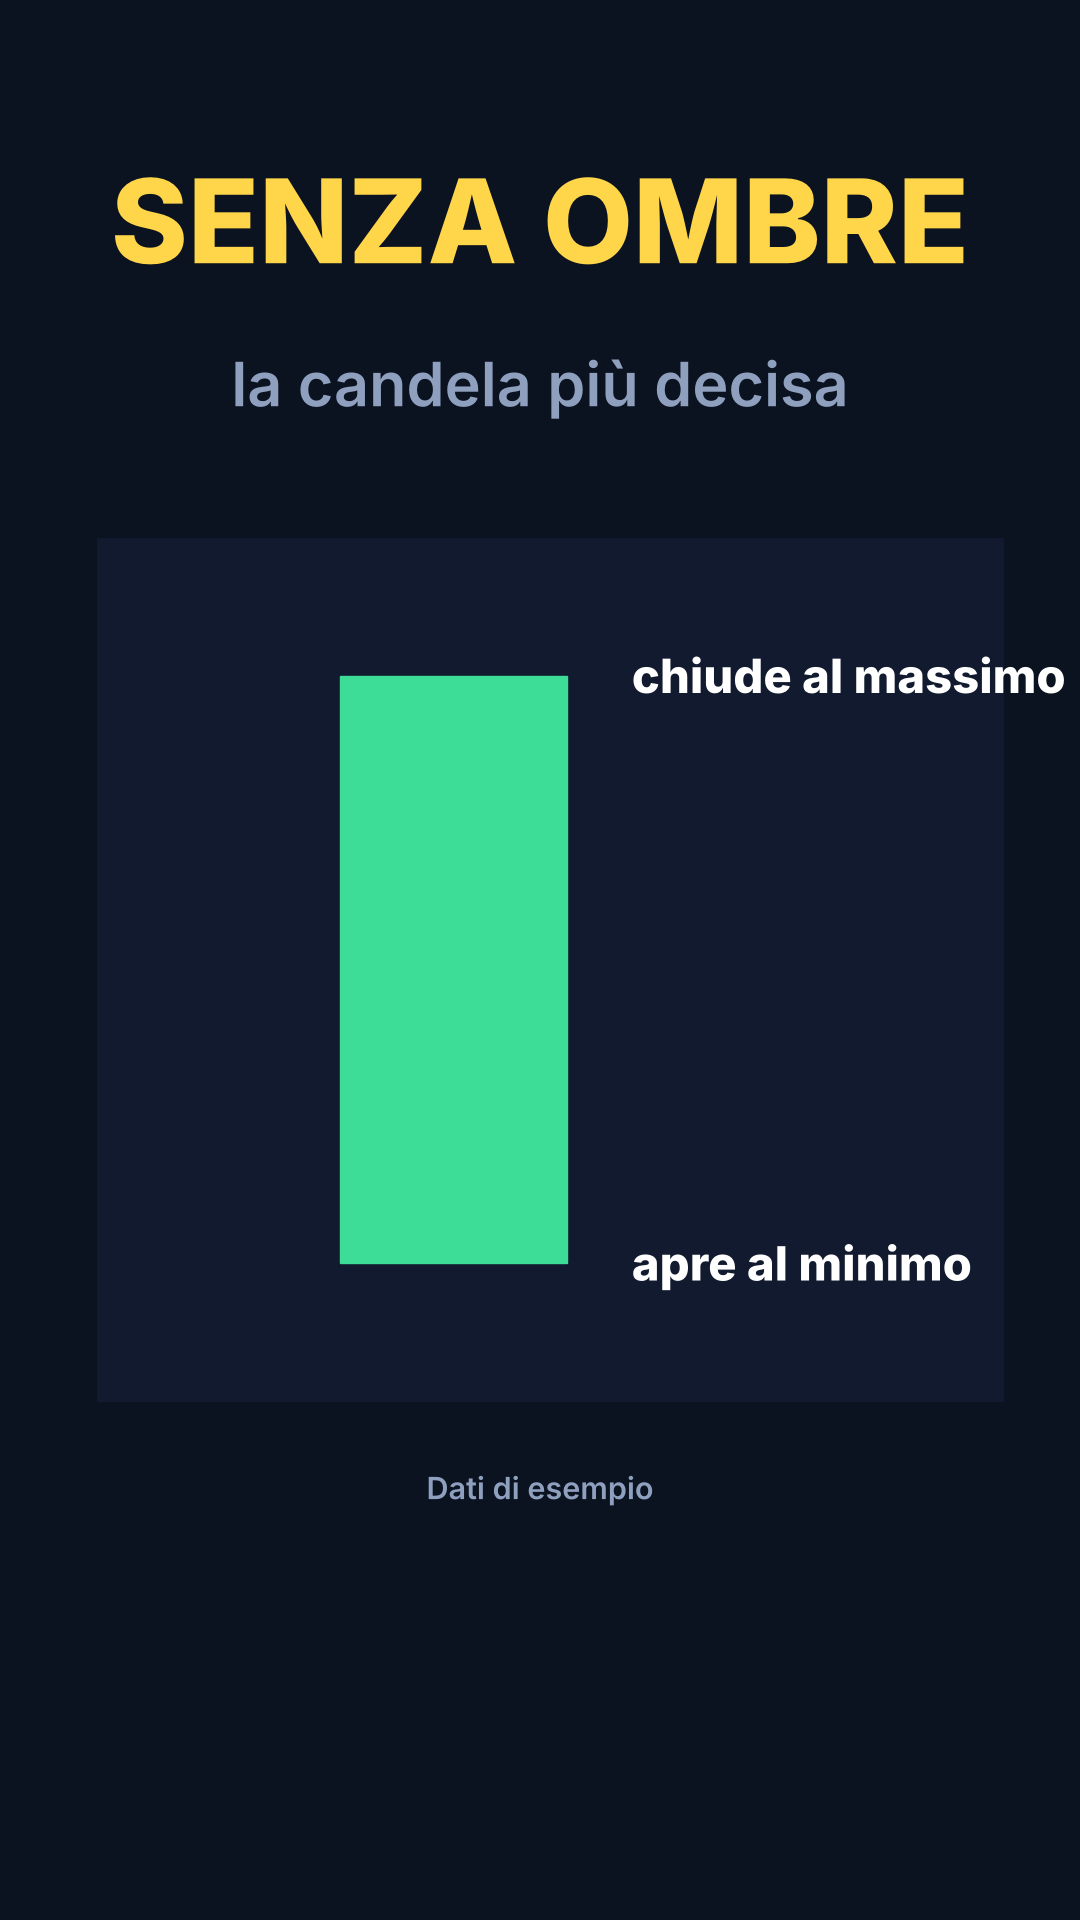 SENZA OMBRE
la candela più decisa
chiude al massimo
apre al minimo
Dati di esempio